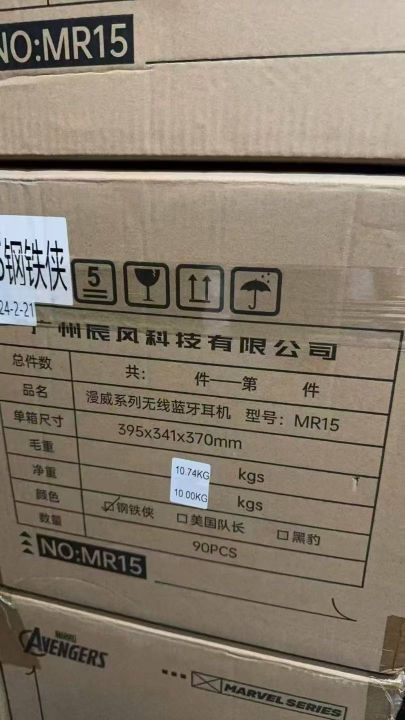 NO:MR15
钢铁侠
24-2-21
5
广州辰风科技有限公司
总件数 共: 件——第 件
品名 漫威系列无线蓝牙耳机 型号: MR15
单箱尺寸 395x341x370mm
毛重 10.74KG kgs
净重 10.00KG kgs
颜色 钢铁侠 美国队长 黑豹
数量 90PCS
NO:MR15
MARVEL
AVENGERS
MARVEL SERIES